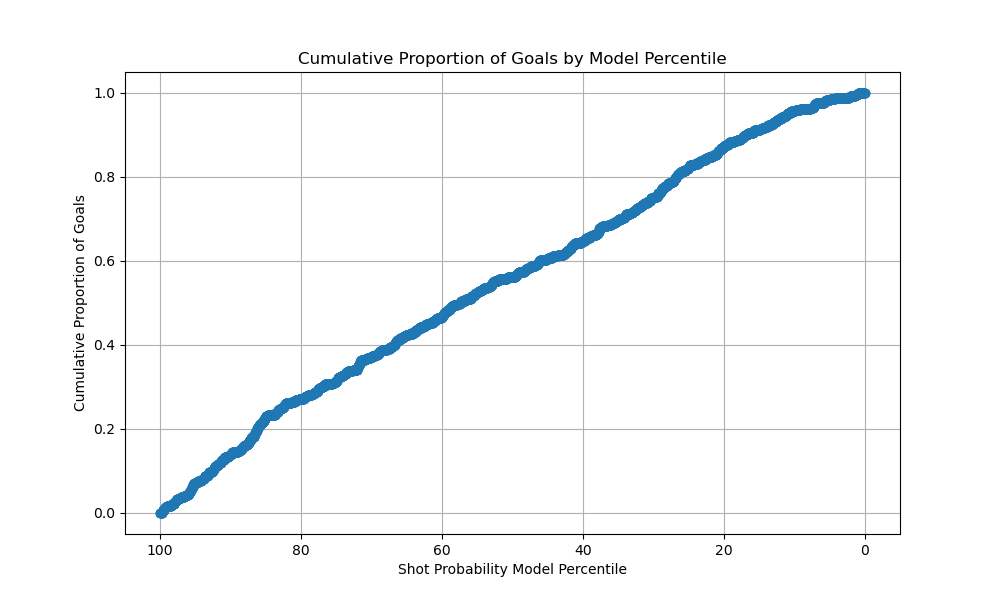 Cumulative Proportion of Goals by Model Percentile
Cumulative Proportion of Goals
1.0
0.8
0.6
0.4
0.2
0.0
100 80 60 40 20 0
Shot Probability Model Percentile